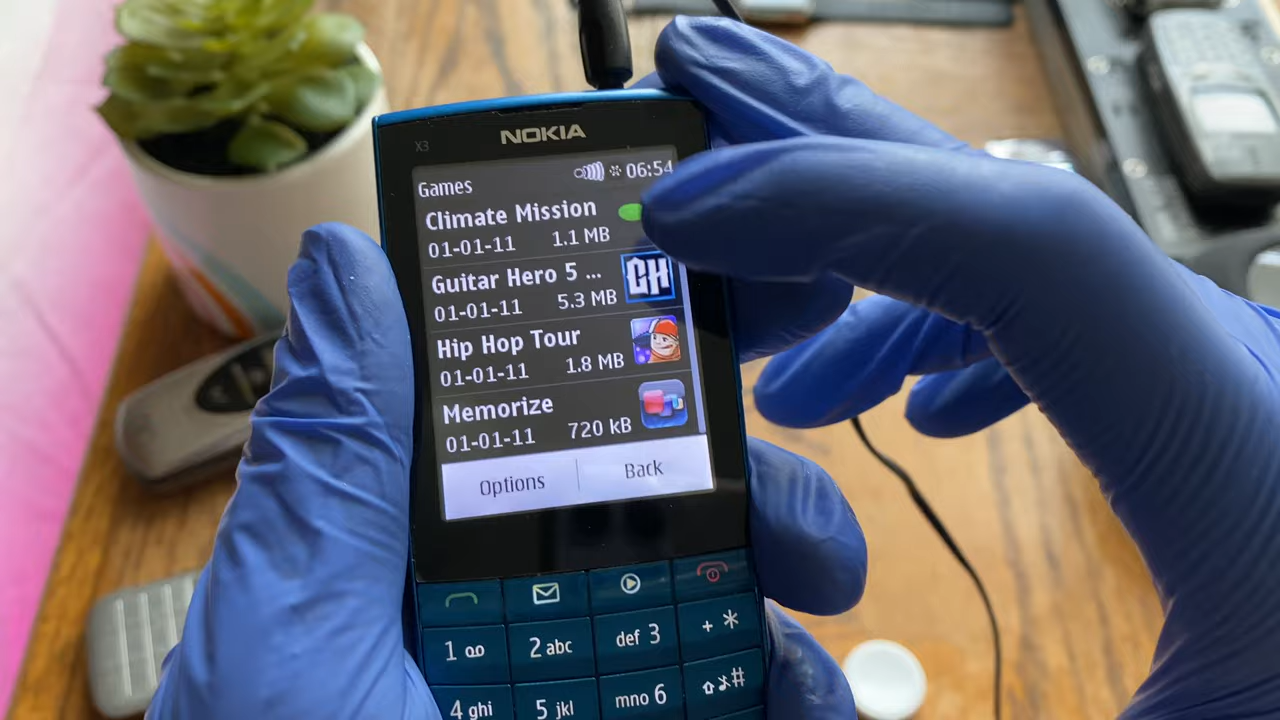 X3
NOKIA
06:54
Games
Climate Mission
01-01-11 1.1 MB
Guitar Hero 5 ...
01-01-11 5.3 MB
GH
Hip Hop Tour
01-01-11 1.8 MB
Memorize
01-01-11 720 kB
Options Back
1 2 abc def 3 + *
4 ghi 5 jkl mno 6 #